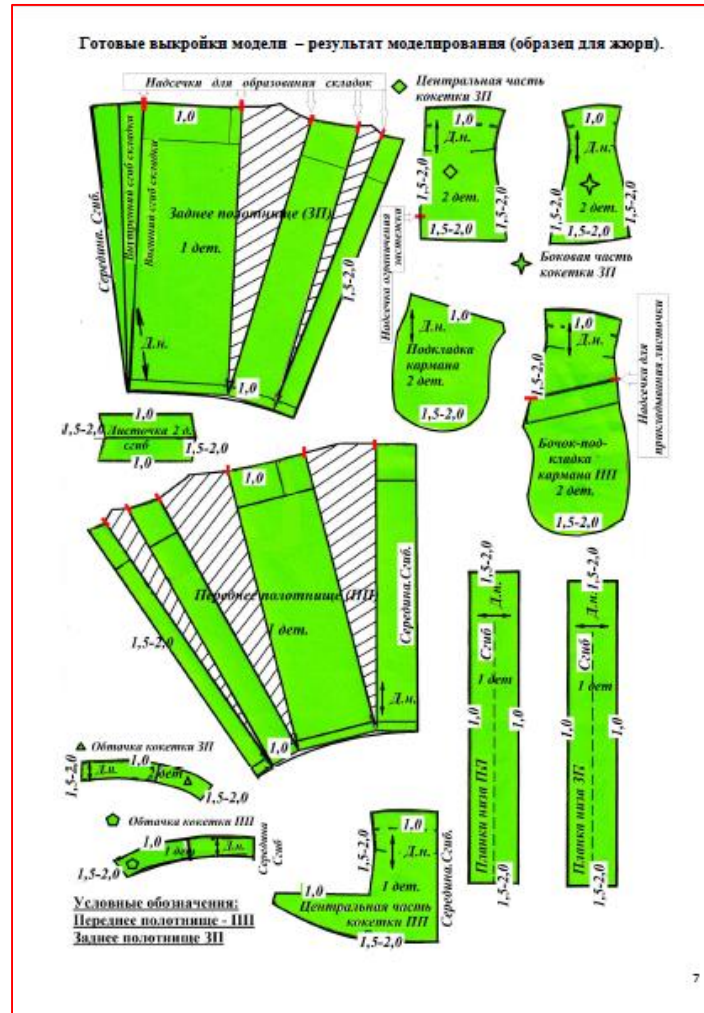 Готовые выкройки модели – результат моделирования (образец для жюри).
Надсечки для образования складок
Центральная часть
кокетки ЗП
1,0
Середина. Сгиб.
Внутренний сгиб складки
Внешний сгиб складки
Заднее полотнище (ЗП)
1 дет.
Д.н.
1,0
1,5-2,0
1,0
Д.н.
1,5-2,0
2 дет.
1,5-2,0
1,5-2,0
Надсечка ограничения
застежки
1,0
Д.н.
1,5-2,0
2 дет.
1,5-2,0
Боковая часть
кокетки ЗП
Д.н.
1,0
Подкладка
кармана
2 дет.
1,5-2,0
1,0
Д.н.
1,5-2,0
Бочок-под-
кладка
кармана ПП
2 дет.
1,5-2,0
Надсечки для
прикладывания листочки
1,0
1,5-2,0
Листочка 2 д.
сгиб
1,5-2,0
1,0
1,0
Переднее полотнище (ПП)
1 дет.
1,5-2,0
Середина.Сгиб.
Д.н.
1,0
1,5-2,0
Д.н.
Сгиб
1 дет
1,0
1,0
Планки низа ПП
1,5-2,0
1,5-2,0
Д.н.
Сгиб
1 дет
1,0
1,0
Планки низа ЗП
1,5-2,0
Обтачка кокетки ЗП
1,0
1,5-2,0
Д.н.
2 дет
1,5-2,0
Обтачка кокетки ПП
1,0
1 дет
Д.н.
1,5-2,0
Середина
Сгиб
1,0
1,5-2,0
Д.н.
1 дет.
1,0
Центральная часть
кокетки ПП
1,5-2,0
Середина.Сгиб.
Условные обозначения:
Переднее полотнище - ПП
Заднее полотнище ЗП
7